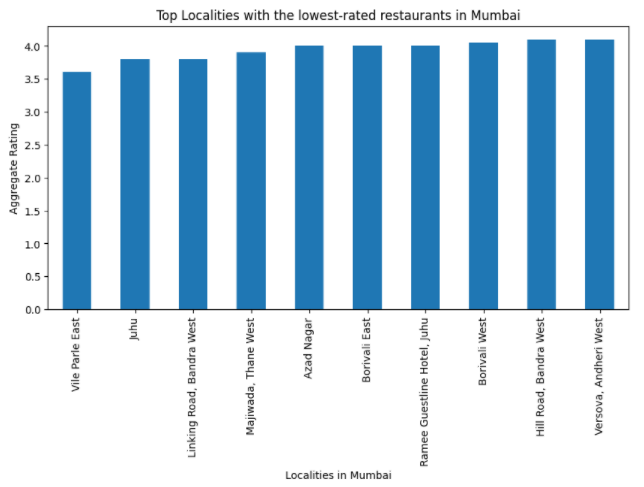 Top Localities with the lowest-rated restaurants in Mumbai
Aggregate Rating
4.0
3.5
3.0
2.5
2.0
1.5
1.0
0.5
0.0
Vile Parle East
Juhu
Linking Road, Bandra West
Majiwada, Thane West
Azad Nagar
Borivali East
Ramee Guestline Hotel, Juhu
Borivali West
Hill Road, Bandra West
Versova, Andheri West
Localities in Mumbai